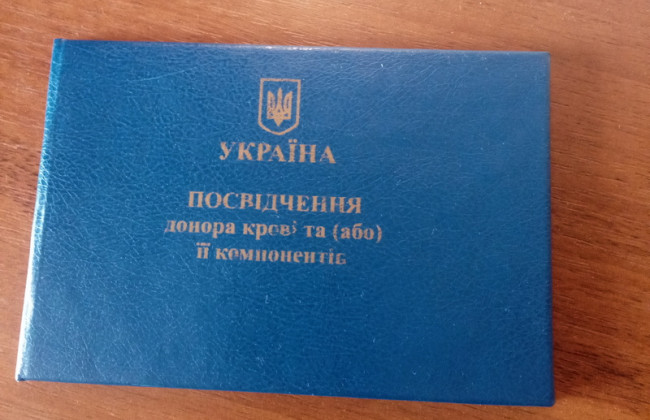 УКРАЇНА
ПОСВІДЧЕННЯ
донора крові та (або)
її компонентів